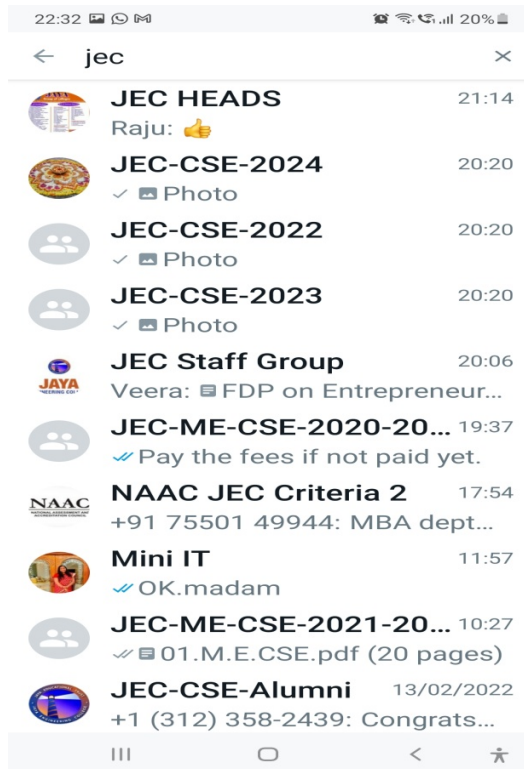 22:32 20%
jec
JEC HEADS 21:14
Raju: 👍
JEC-CSE-2024 20:20
Photo
JEC-CSE-2022 20:20
Photo
JEC-CSE-2023 20:20
Photo
JEC Staff Group 20:06
JAYA
Veera: FDP on Entrepreneur...
JEC-ME-CSE-2020-20... 19:37
Pay the fees if not paid yet.
NAAC JEC Criteria 2 17:54
NAAC
+91 75501 49944: MBA dept...
Mini IT 11:57
OK.madam
JEC-ME-CSE-2021-20... 10:27
01.M.E.CSE.pdf (20 pages)
JEC-CSE-Alumni 13/02/2022
+1 (312) 358-2439: Congrats...